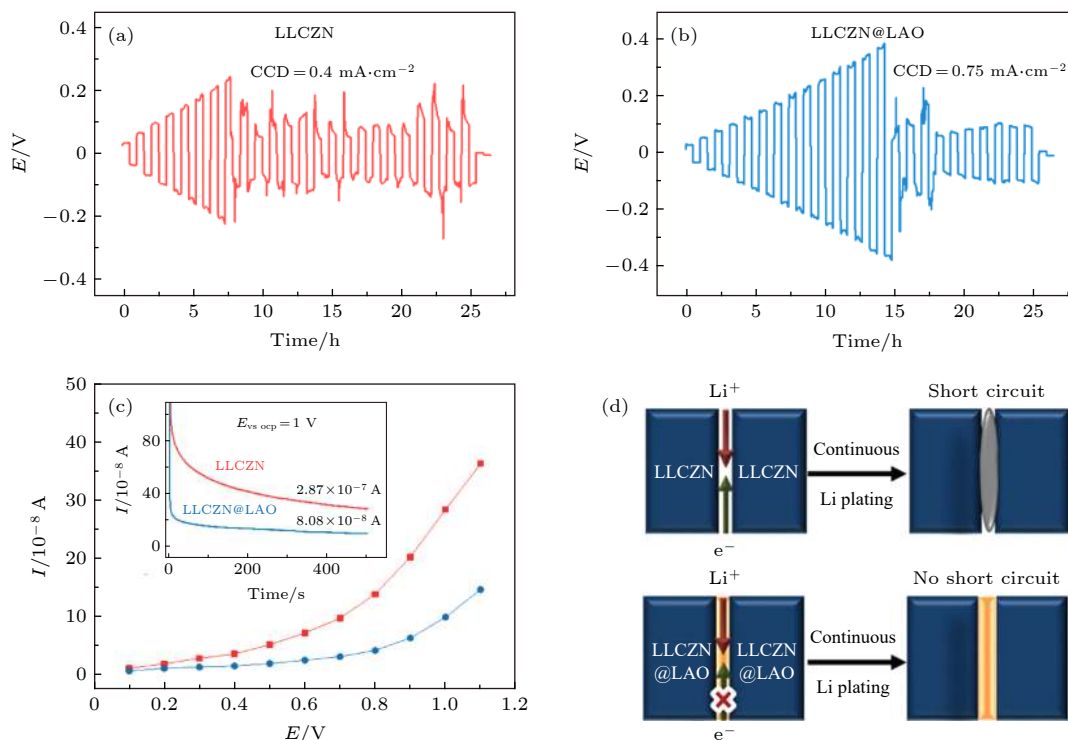 (a)
LLCZN
CCD = 0.4 mA·cm⁻²
0.4
0.2
0
−0.2
−0.4
E/V
0 5 10 15 20 25
Time/h
(b)
LLCZN@LAO
CCD = 0.75 mA·cm⁻²
0.4
0.2
0
−0.2
−0.4
E/V
0 5 10 15 20 25
Time/h
(c)
50
40
30
20
10
0
I/10⁻⁸ A
0 0.2 0.4 0.6 0.8 1.0 1.2
E/V
E vs ocp = 1 V
80
40
0
I/10⁻⁸ A
LLCZN
2.87×10⁻⁷ A
LLCZN@LAO
8.08×10⁻⁸ A
0 200 400
Time/s
(d)
Li⁺
Short circuit
LLCZN
LLCZN
Continuous
Li plating
e⁻
Li⁺
No short circuit
LLCZN
@LAO
LLCZN
@LAO
Continuous
Li plating
e⁻